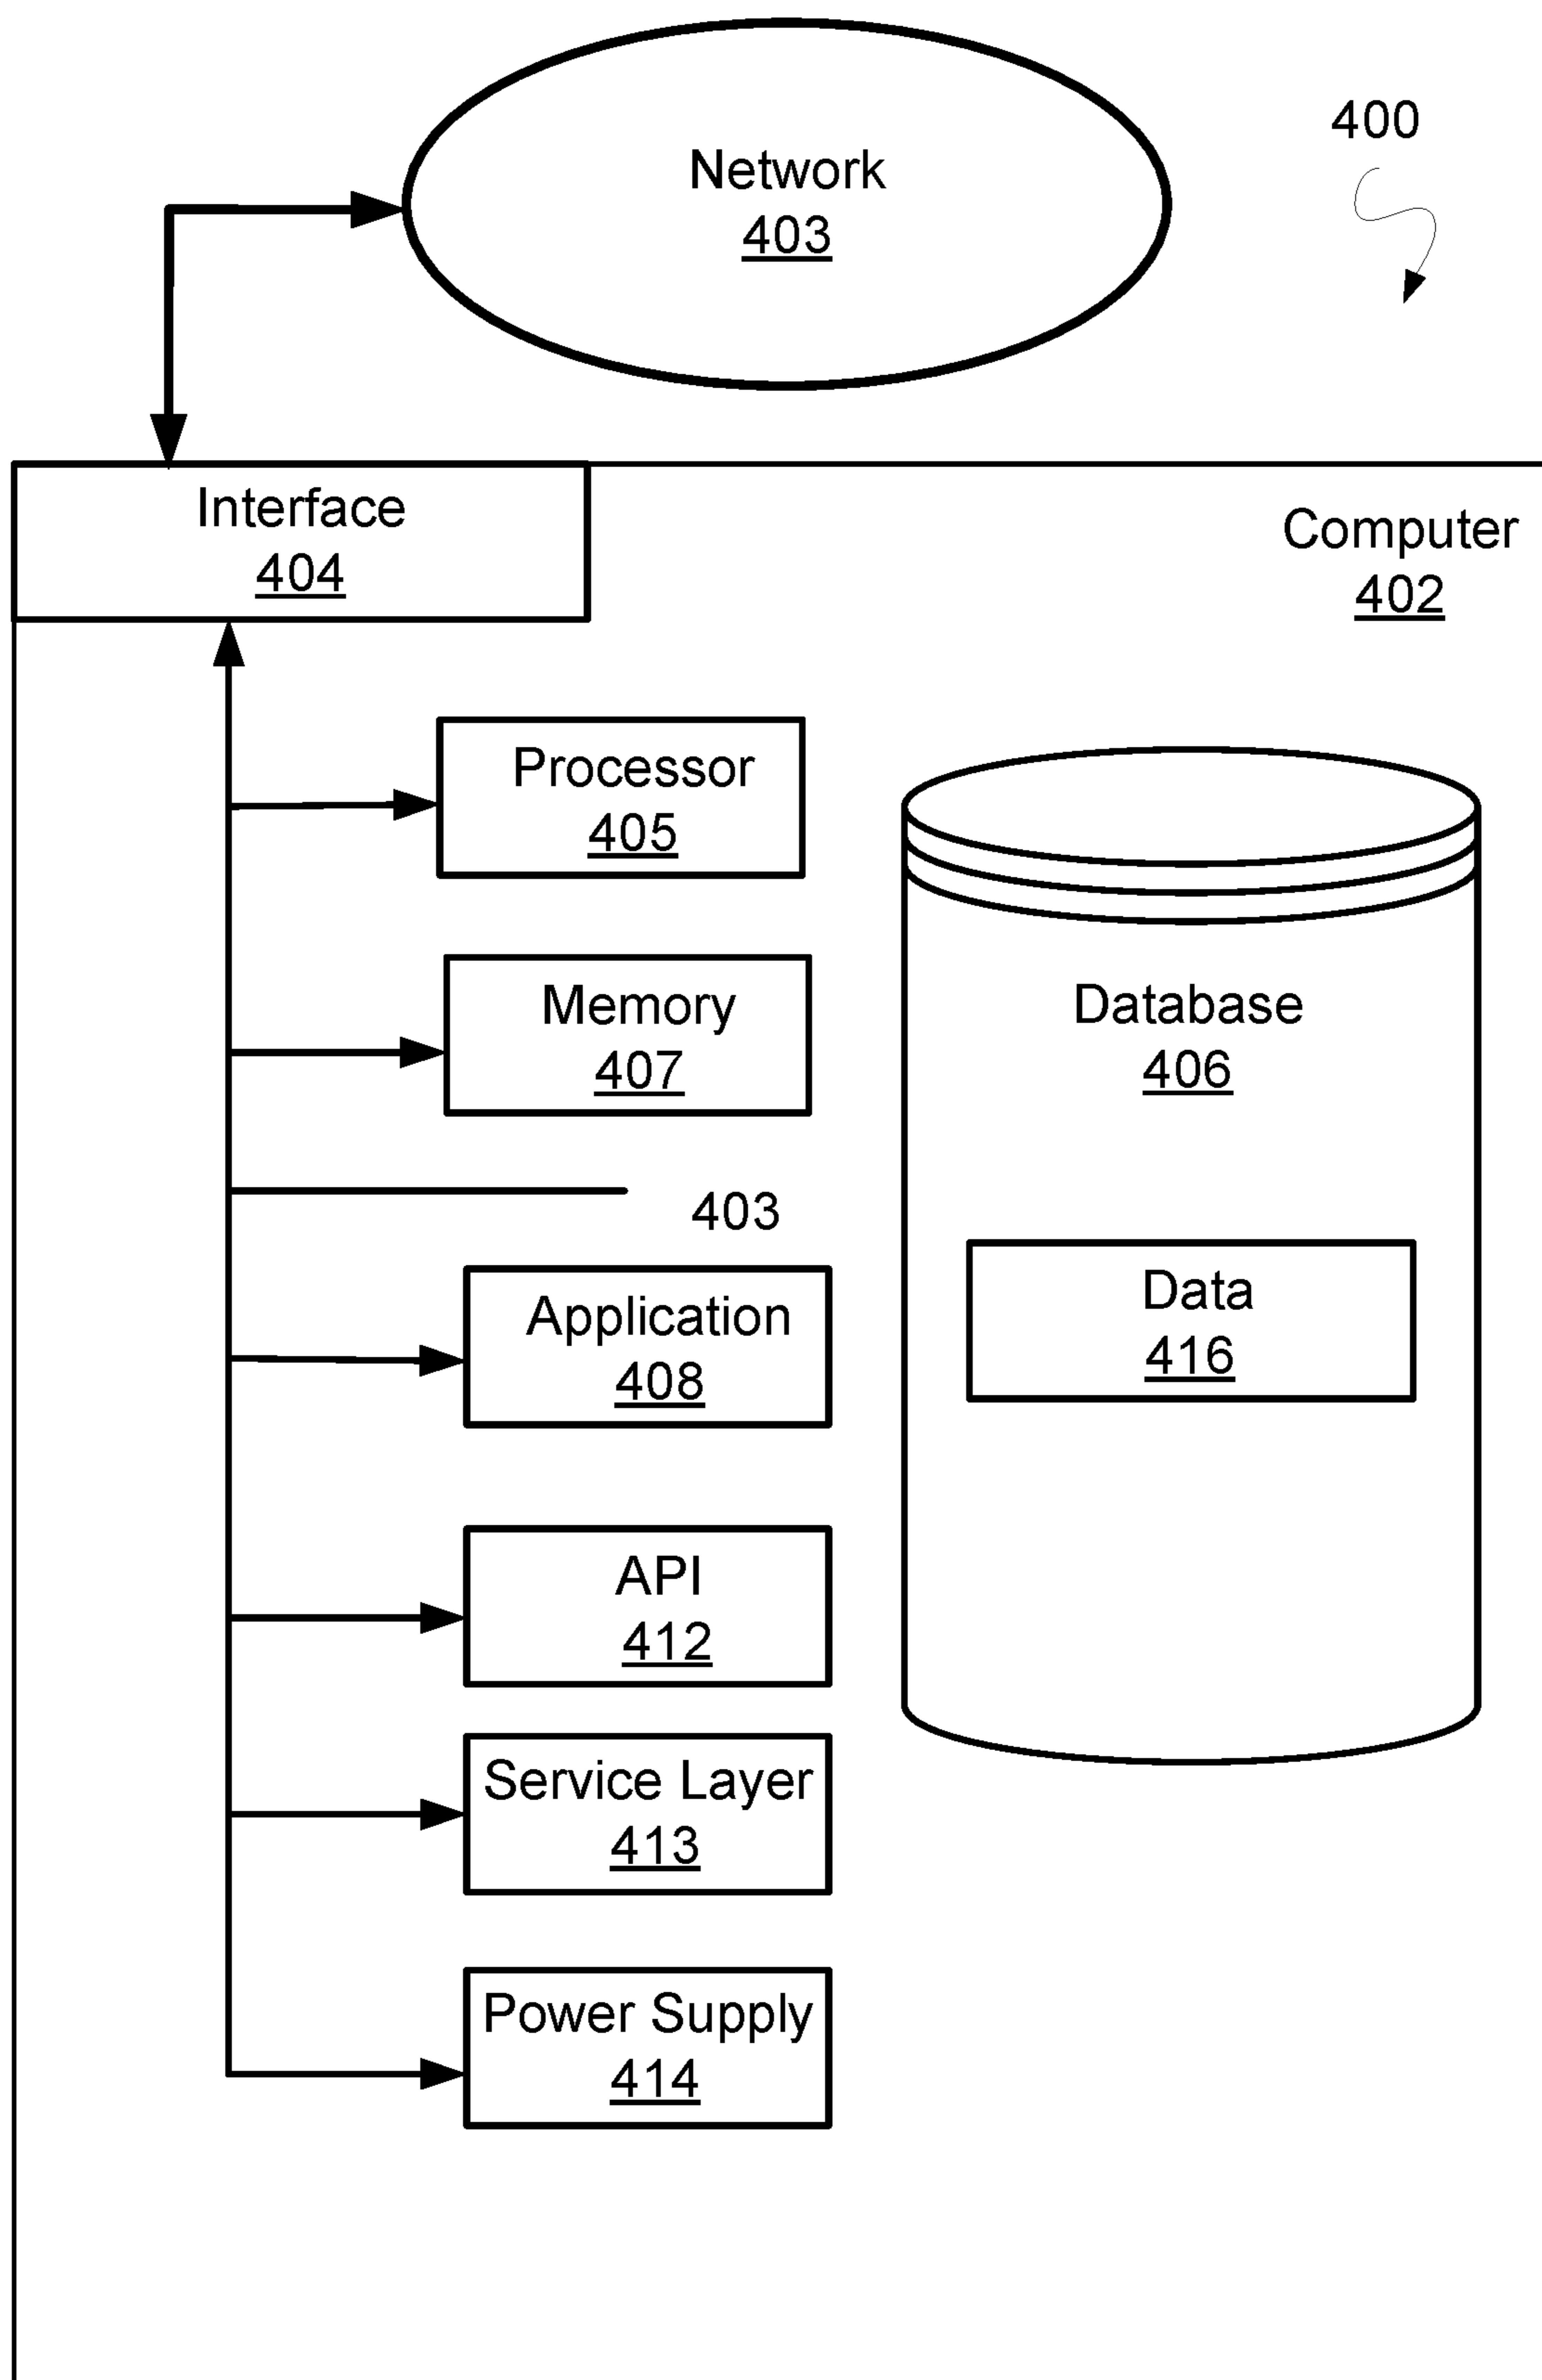 Network
403
400
Interface
404
Computer
402
Processor
405
Memory
407
Database
406
403
Application
408
Data
416
API
412
Service Layer
413
Power Supply
414